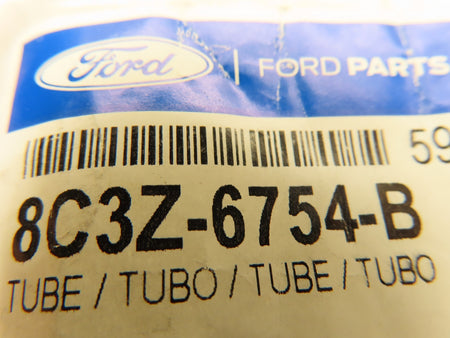 Ford | FORD PARTS
59
8C3Z-6754-B
TUBE / TUBO / TUBE / TUBO